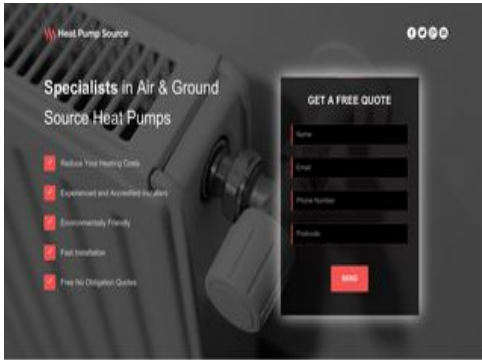 Heat Pump Source
Specialists in Air & Ground
Source Heat Pumps
Reduce Your Heating Costs
Experienced and Accredited Installers
Environmentally Friendly
Fast Installation
Free No Obligation Quotes
GET A FREE QUOTE
Name
Email
Phone Number
Postcode
SEND